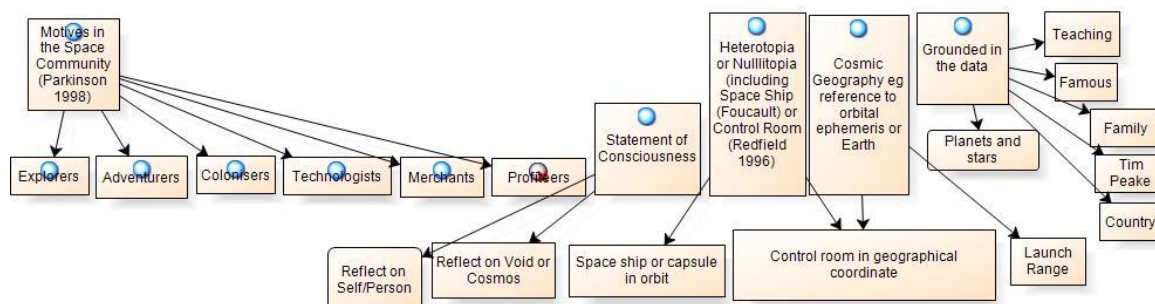 Motives in
the Space
Community
(Parkinson
1998)
Explorers
Adventurers
Colonisers
Technologists
Merchants
Profiteers
Statement of
Consciousness
Reflect on
Self/Person
Reflect on Void or
Cosmos
Heterotopia
or Nulllitopia
(including
Space Ship
(Foucault) or
Control Room
(Redfield
1996)
Space ship or capsule
in orbit
Cosmic
Geography eg
reference to
orbital
ephemeris or
Earth
Control room in geographical
coordinate
Launch
Range
Grounded in
the data
Planets and
stars
Teaching
Famous
Family
Tim
Peake
Country